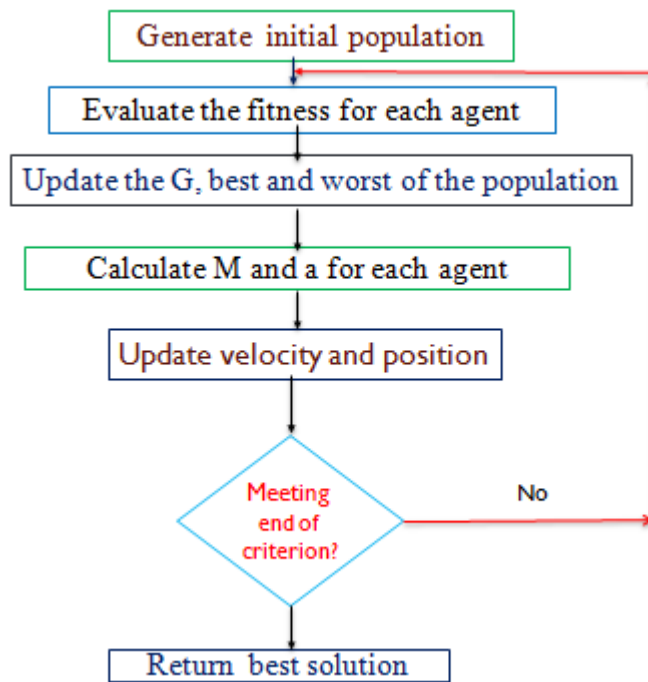 Generate initial population
Evaluate the fitness for each agent
Update the G, best and worst of the population
Calculate M and a for each agent
Update velocity and position
Meeting
end of
criterion?
No
Return best solution